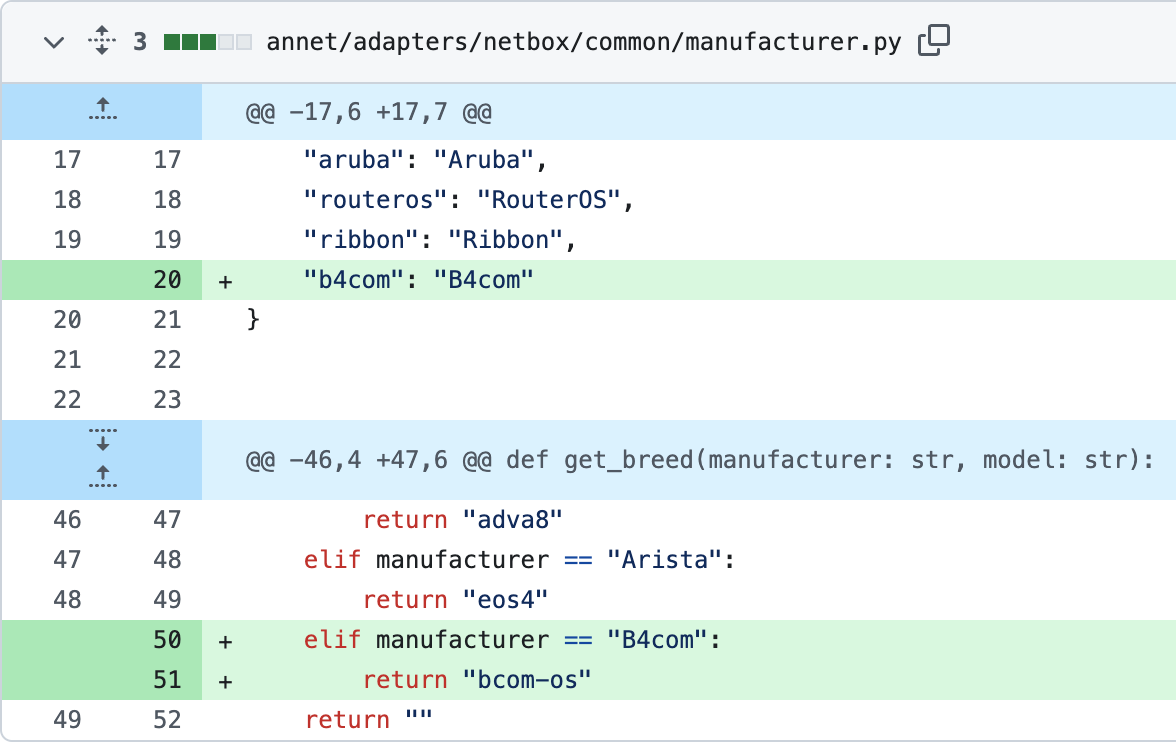 3 annet/adapters/netbox/common/manufacturer.py
@@ -17,6 +17,7 @@
17 17 "aruba": "Aruba",
18 18 "routeros": "RouterOS",
19 19 "ribbon": "Ribbon",
20 + "b4com": "B4com"
20 21 }
21 22
22 23
@@ -46,4 +47,6 @@ def get_breed(manufacturer: str, model: str):
46 47 return "adva8"
47 48 elif manufacturer == "Arista":
48 49 return "eos4"
50 + elif manufacturer == "B4com":
51 + return "bcom-os"
49 52 return ""